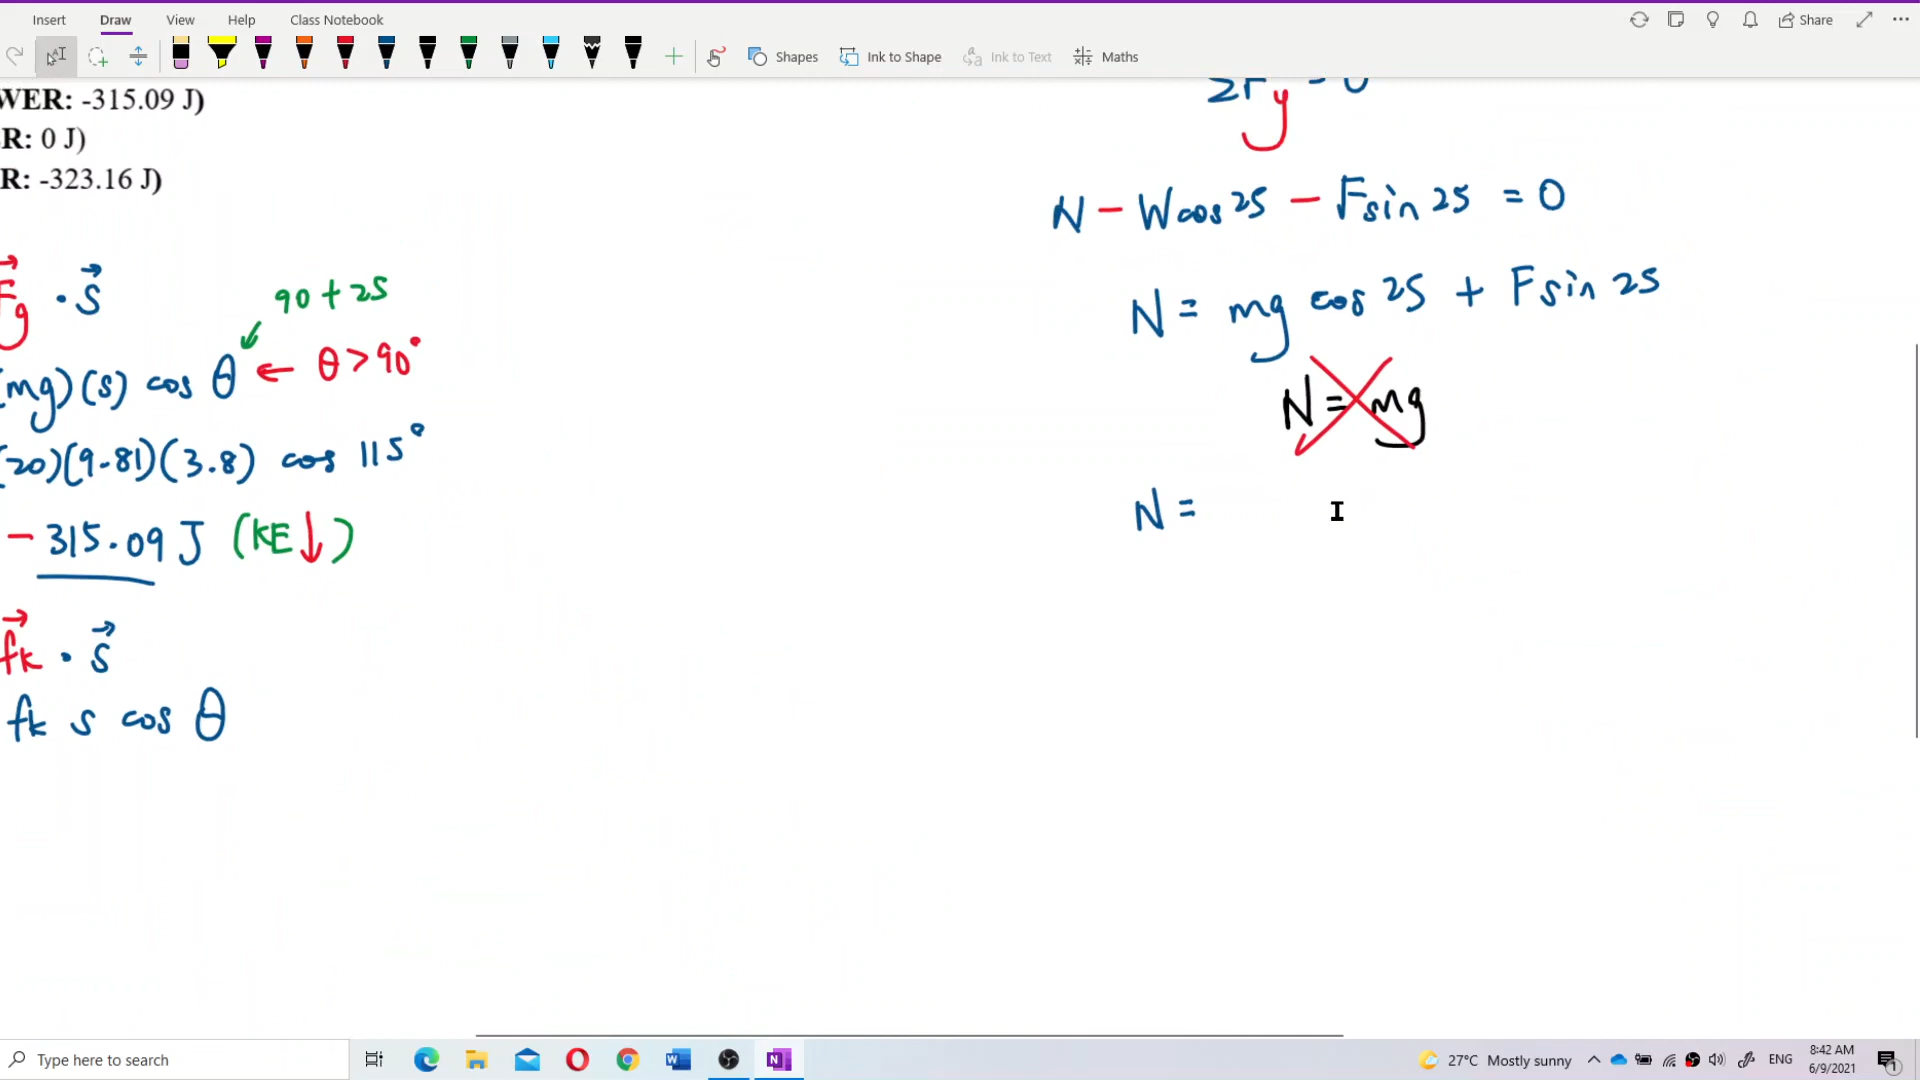 Insert Draw View Help Class Notebook Share
Shapes Ink to Shape Ink to Text Maths
WER: -315.09 J)
R: 0 J)
R: -323.16 J)
Fg · s
90 + 25
(mg)(s) cos θ ← θ > 90°
(20)(9.81)(3.8) cos 115°
- 315.09 J (KE ↓)
fk · s
fk s cos θ
ΣFy = 0
N - W cos 25 - F sin 25 = 0
N = mg cos 25 + F sin 25
N = mg
N =
Type here to search
27°C Mostly sunny
ENG
8:42 AM
6/9/2021